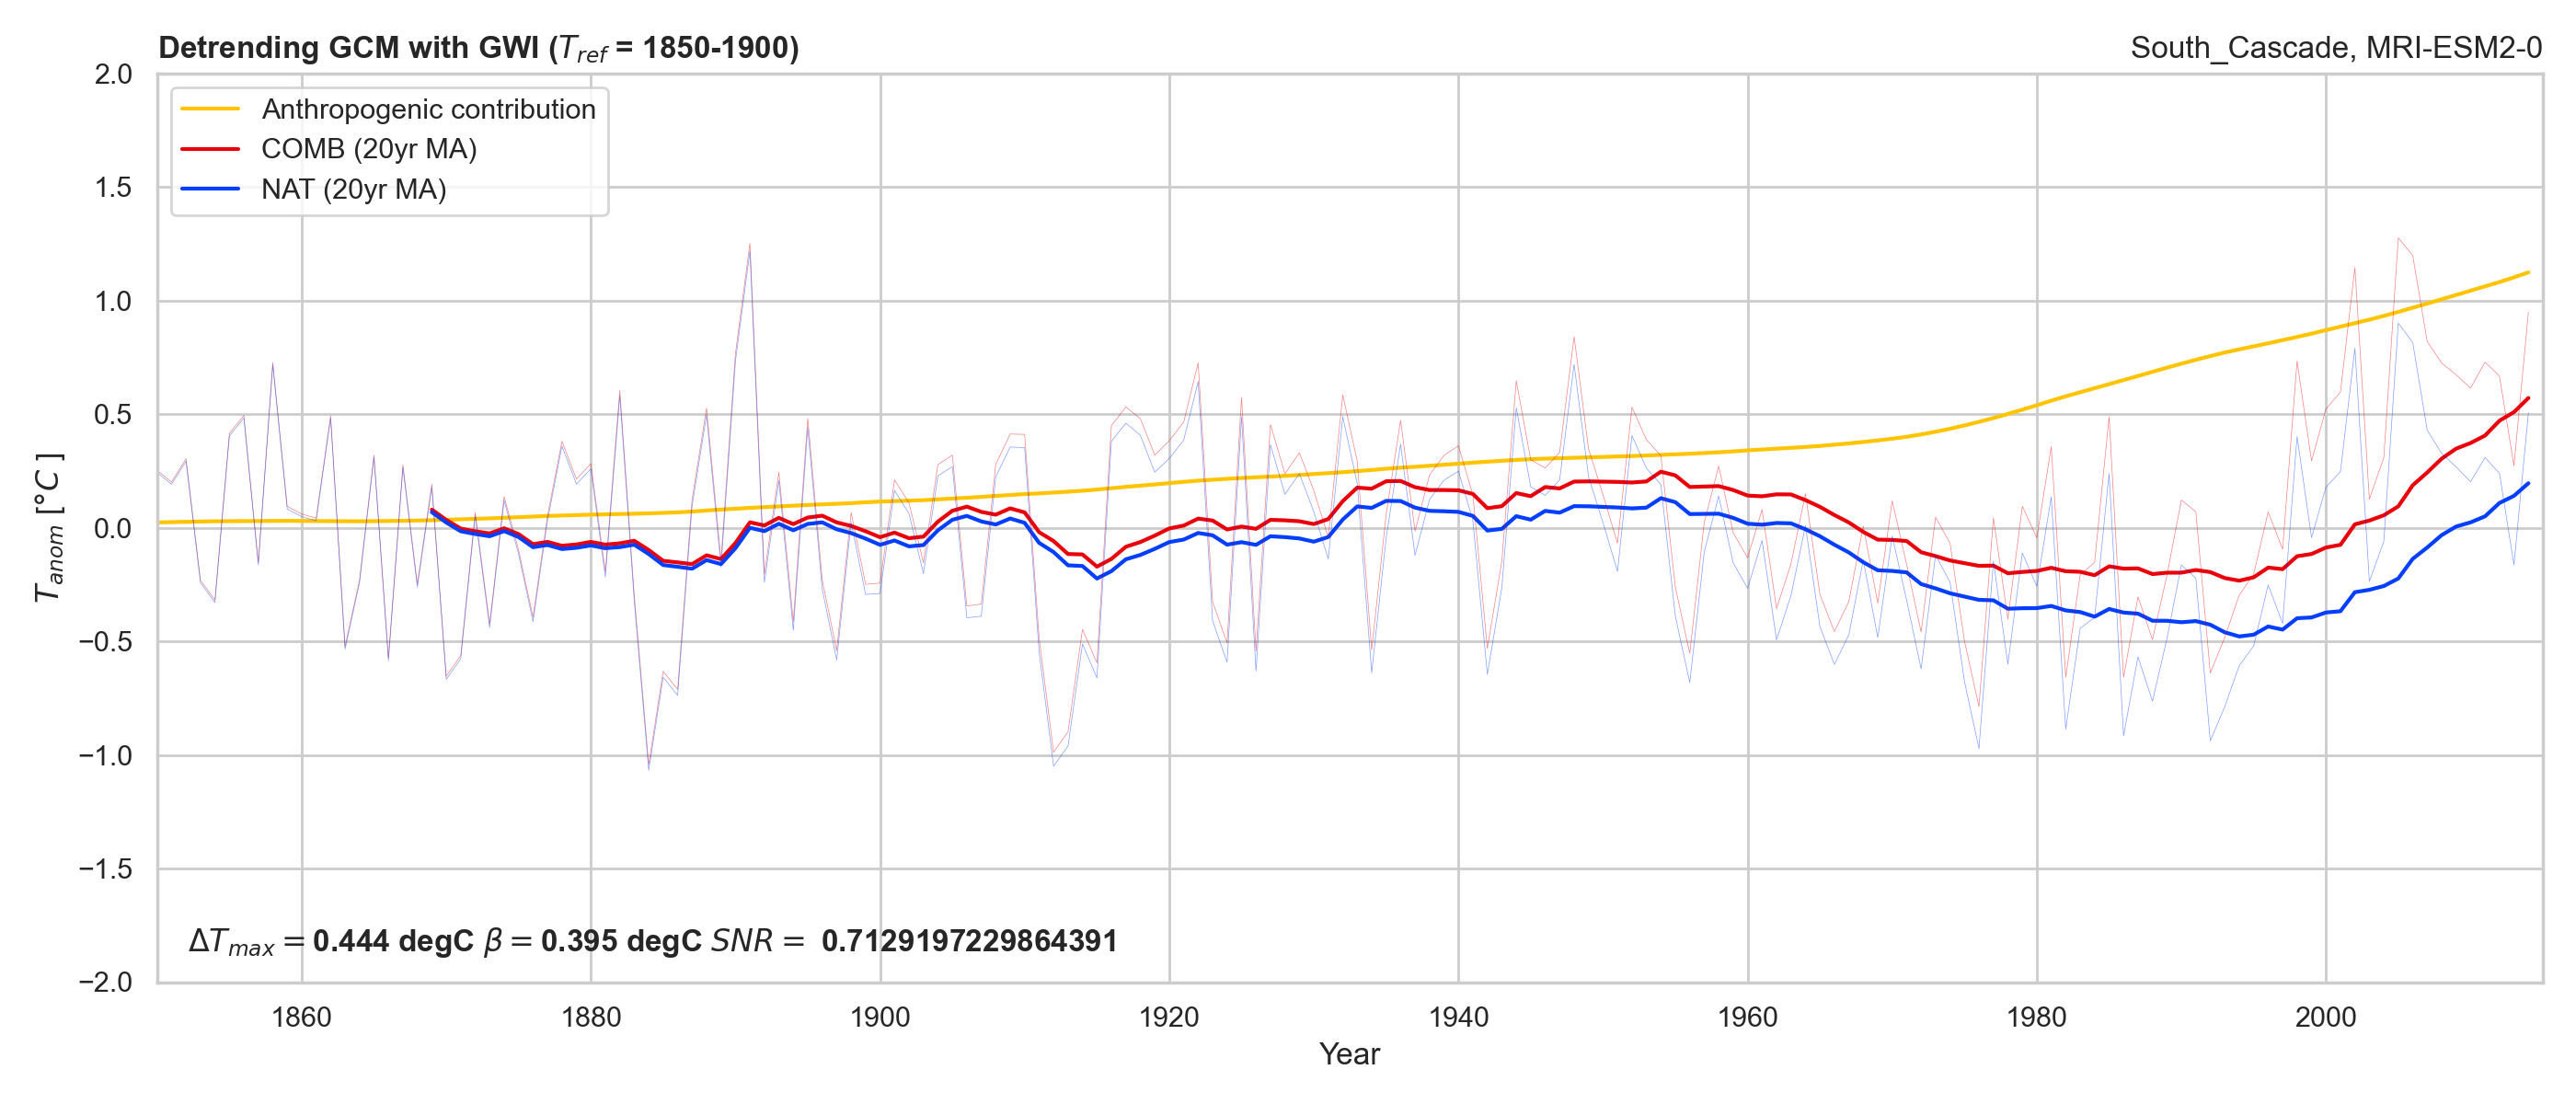 Detrending GCM with GWI (T_ref = 1850-1900)
South_Cascade, MRI-ESM2-0
Anthropogenic contribution
COMB (20yr MA)
NAT (20yr MA)
2.0
1.5
1.0
0.5
0.0
−0.5
−1.0
−1.5
−2.0
T_anom [°C ]
ΔT_max = 0.444 degC β = 0.395 degC SNR = 0.7129197229864391
1860 1880 1900 1920 1940 1960 1980 2000
Year